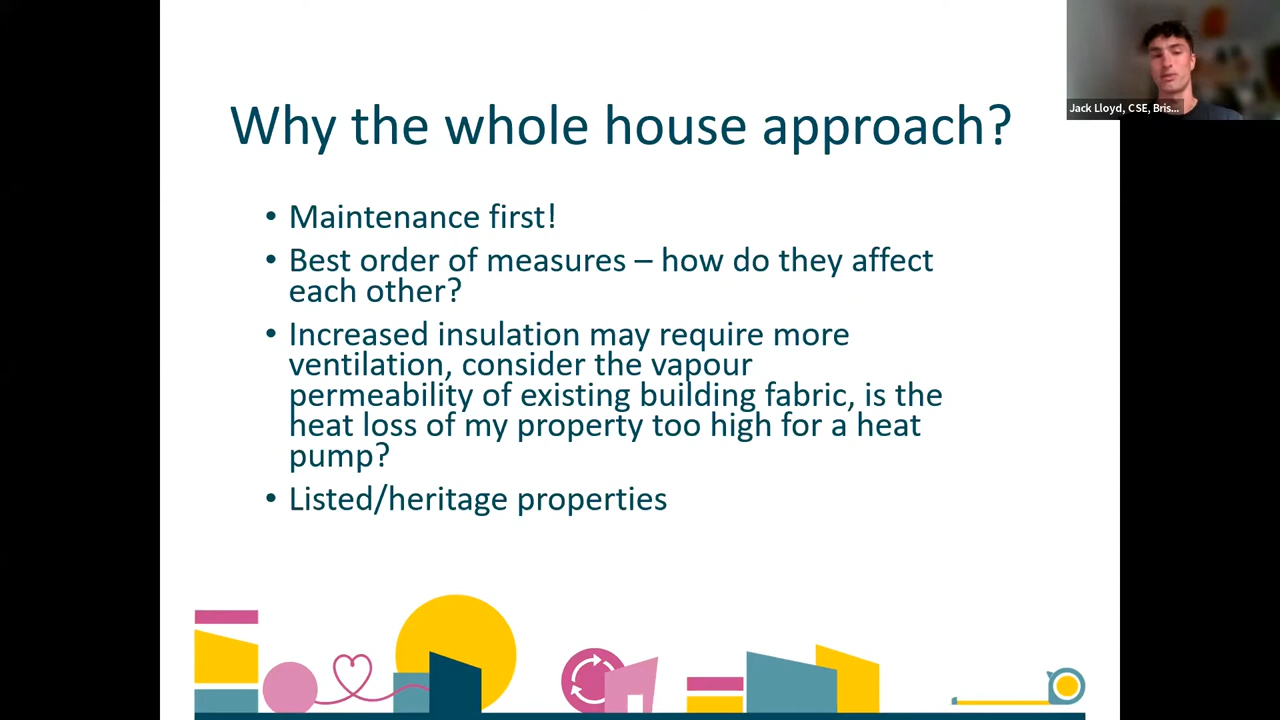 Why the whole house approach?
Jack Lloyd, CSE, Bris...
• Maintenance first!
• Best order of measures – how do they affect
each other?
• Increased insulation may require more
ventilation, consider the vapour
permeability of existing building fabric, is the
heat loss of my property too high for a heat
pump?
• Listed/heritage properties